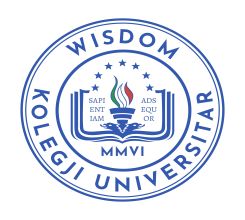 WISDOM
SAPI
ENT
IAM
ADS
EQU
OR
MMVI
KOLEGJI UNIVERSITAR